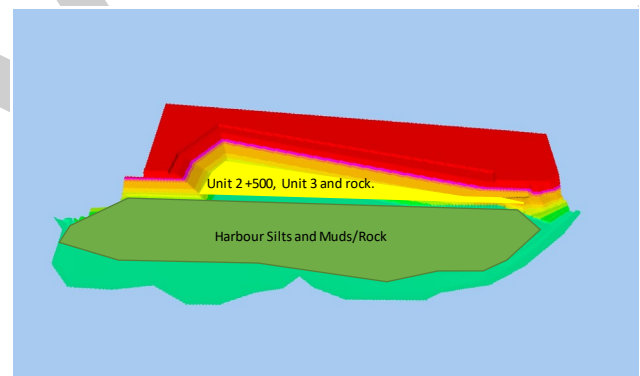 Unit 2 +500, Unit 3 and rock.
Harbour Silts and Muds/Rock